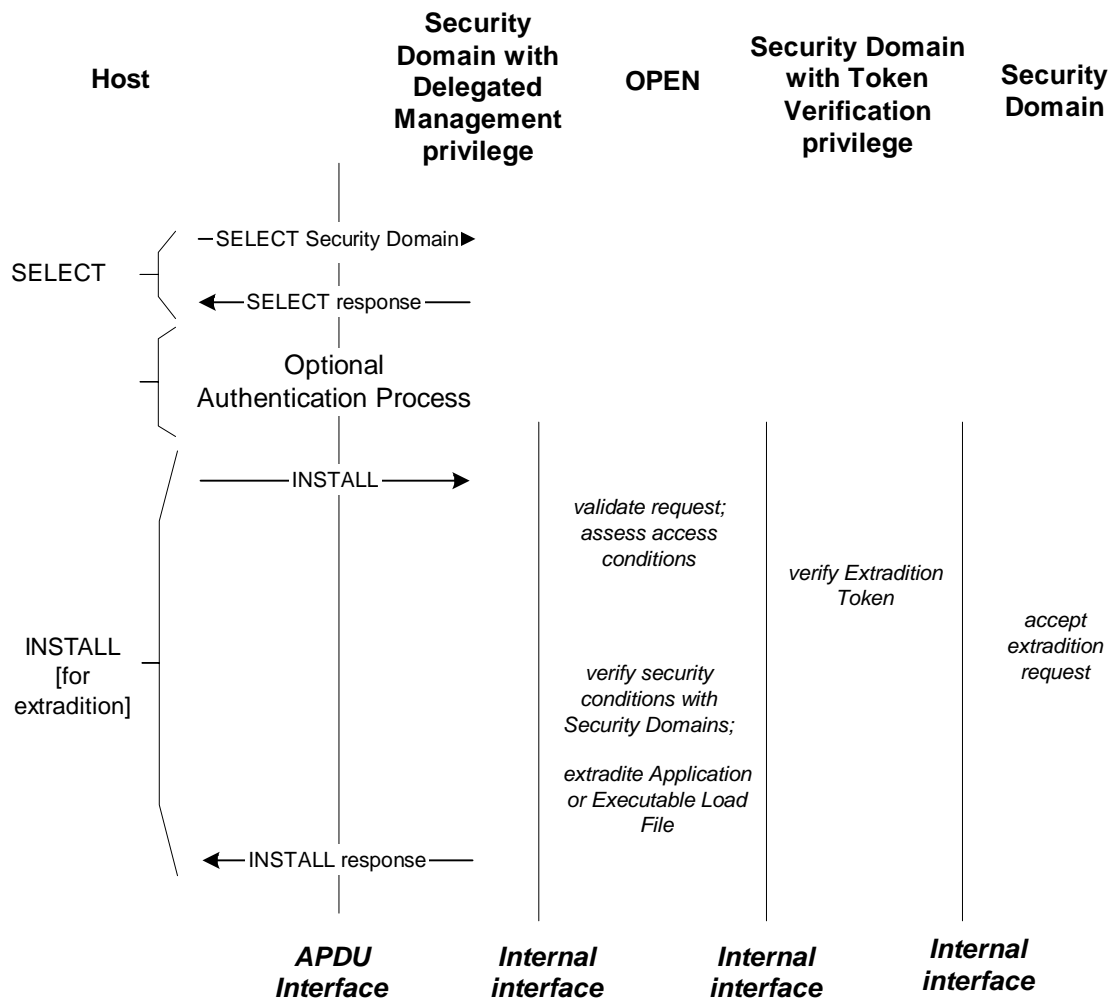 Host
Security
Domain with
Delegated
Management
privilege
OPEN
Security Domain
with Token
Verification
privilege
Security
Domain
SELECT
SELECT Security Domain
SELECT response
Optional
Authentication Process
INSTALL
[for
extradition]
INSTALL
validate request;
assess access
conditions
verify Extradition
Token
accept
extradition
request
verify security
conditions with
Security Domains;
extradite Application
or Executable Load
File
INSTALL response
APDU
Interface
Internal
interface
Internal
interface
Internal
interface